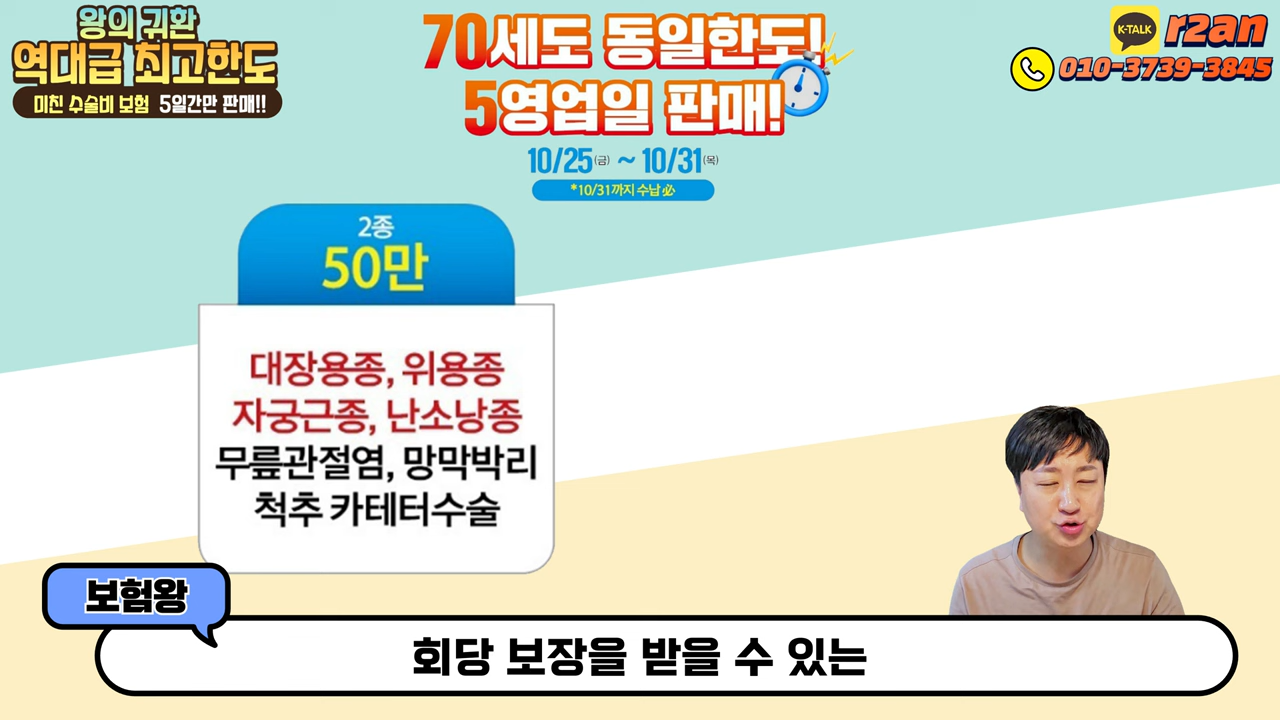 왕의 귀환
역대급 최고한도
미친 수술비 보험 5일간만 판매!!
70세도 동일한도!
5영업일 판매!
10/25(금) ~ 10/31(목)
*10/31까지 수납 必
K-TALK r2an
010-3739-3845
2종
50만
대장용종, 위용종
자궁근종, 난소낭종
무릎관절염, 망막박리
척추 카테터수술
보험왕
회당 보장을 받을 수 있는